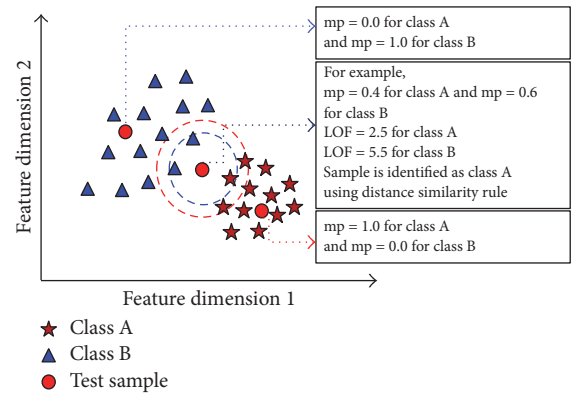 mp = 0.0 for class A
and mp = 1.0 for class B
For example,
mp = 0.4 for class A and mp = 0.6
for class B
LOF = 2.5 for class A
LOF = 5.5 for class B
Sample is identified as class A
using distance similarity rule
mp = 1.0 for class A
and mp = 0.0 for class B
Feature dimension 2
Feature dimension 1
Class A
Class B
Test sample